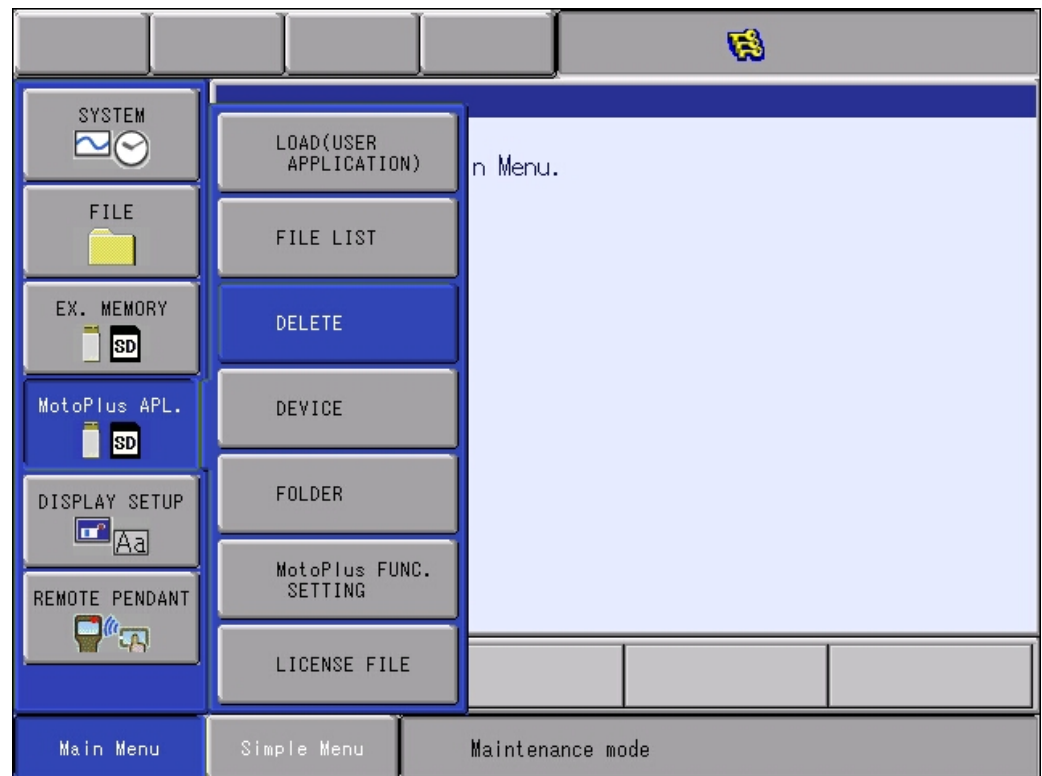 SYSTEM
FILE
EX. MEMORY
SD
MotoPlus APL.
SD
DISPLAY SETUP
Aa
REMOTE PENDANT
LOAD(USER
APPLICATION)
FILE LIST
DELETE
DEVICE
FOLDER
MotoPlus FUNC.
SETTING
LICENSE FILE
n Menu.
Main Menu
Simple Menu
Maintenance mode